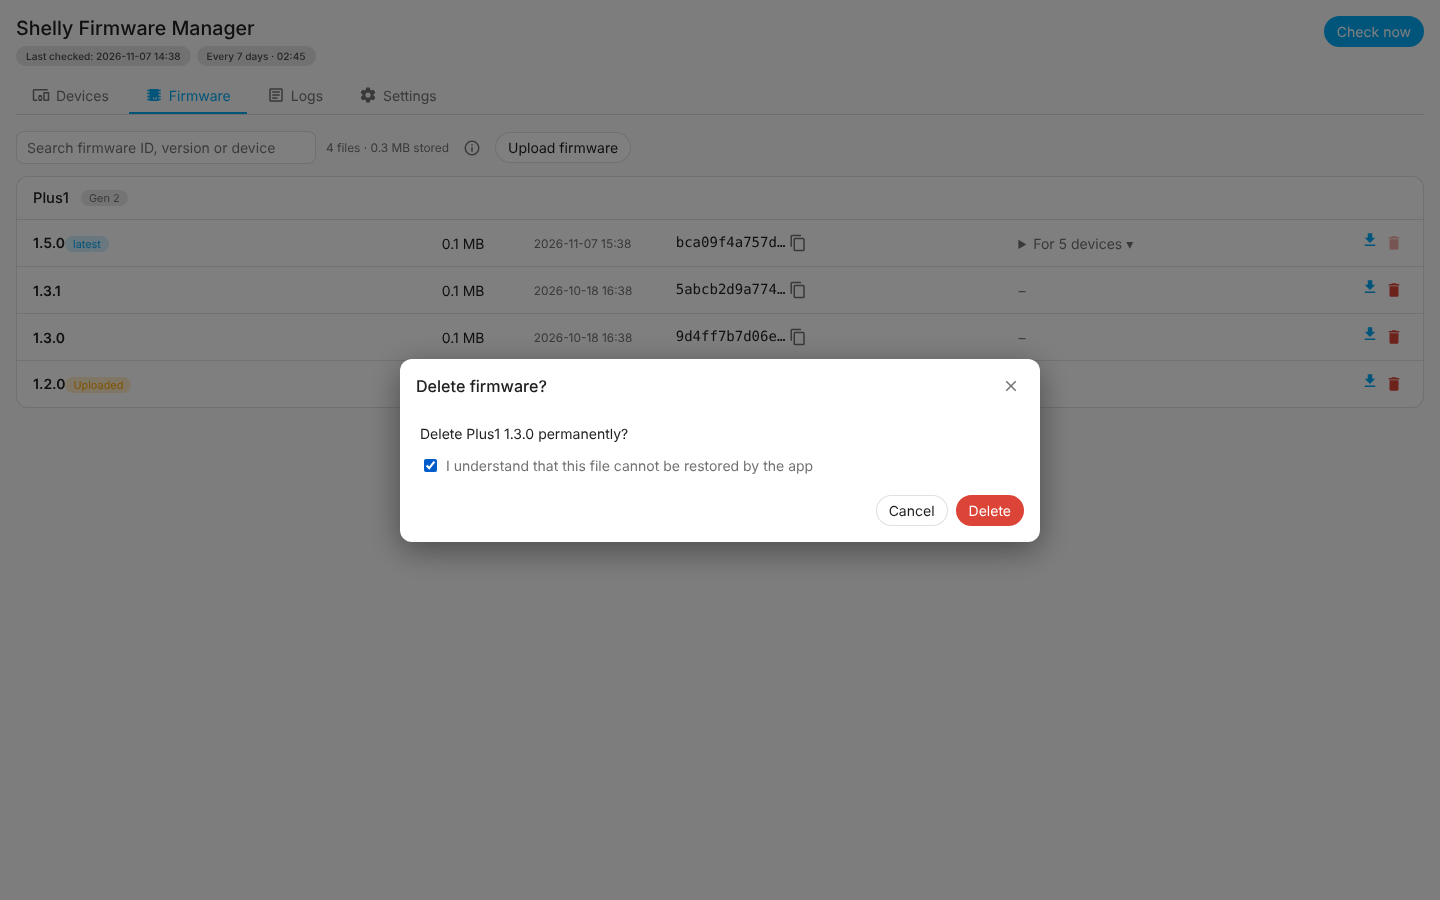 Shelly Firmware Manager
Check now
Last checked: 2026-11-07 14:38
Every 7 days · 02:45
Devices
Firmware
Logs
Settings
Search firmware ID, version or device
4 files · 0.3 MB stored
Upload firmware
Plus1 Gen 2
1.5.0 latest 0.1 MB 2026-11-07 15:38 bca09f4a757d… ▶ For 5 devices ▾
1.3.1 0.1 MB 2026-10-18 16:38 5abcb2d9a774… –
1.3.0 0.1 MB 2026-10-18 16:38 9d4ff7b7d06e… –
1.2.0 Uploaded
Delete firmware?
Delete Plus1 1.3.0 permanently?
I understand that this file cannot be restored by the app
Cancel
Delete